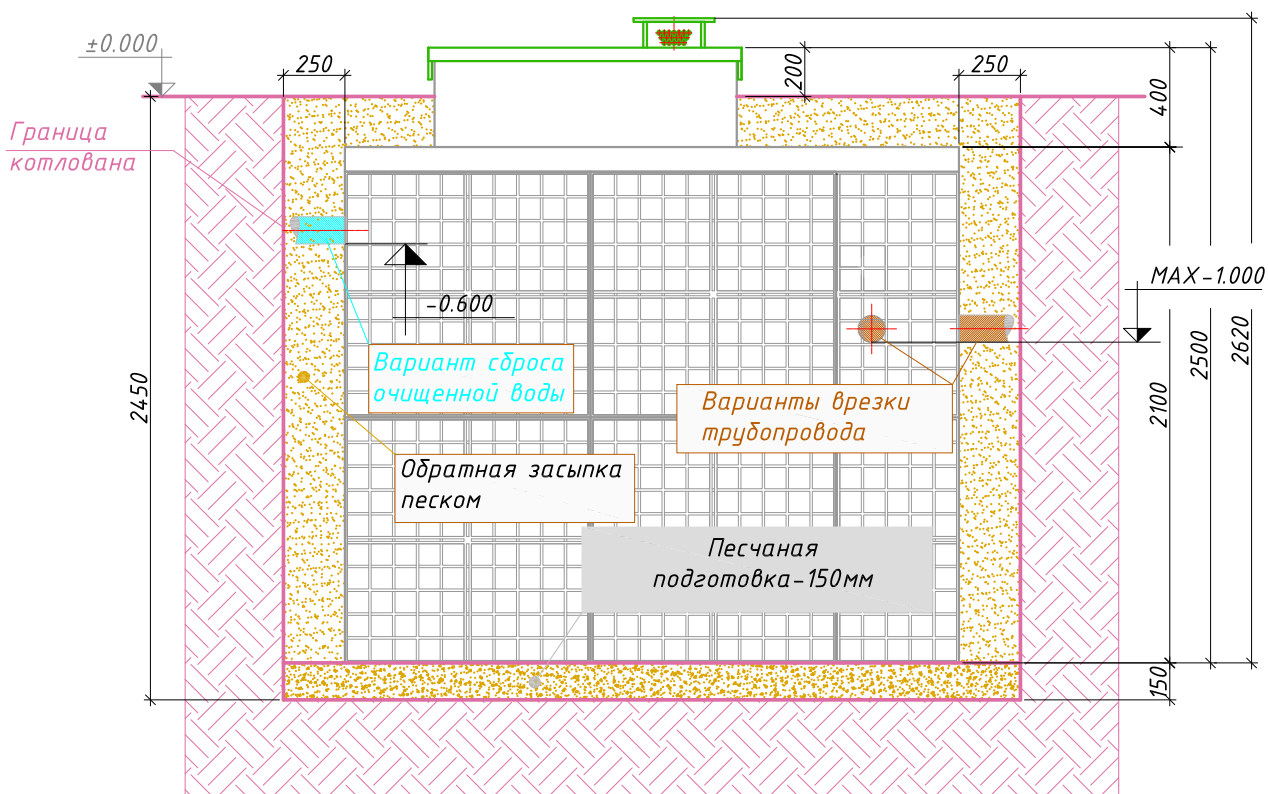 ±0.000
250
200
250
400
Граница
котлована
-0.600
MAX-1.000
2620
2500
2100
2450
Вариант сброса
очищенной воды
Варианты врезки
трубопровода
Обратная засыпка
песком
Песчаная
подготовка-150мм
150